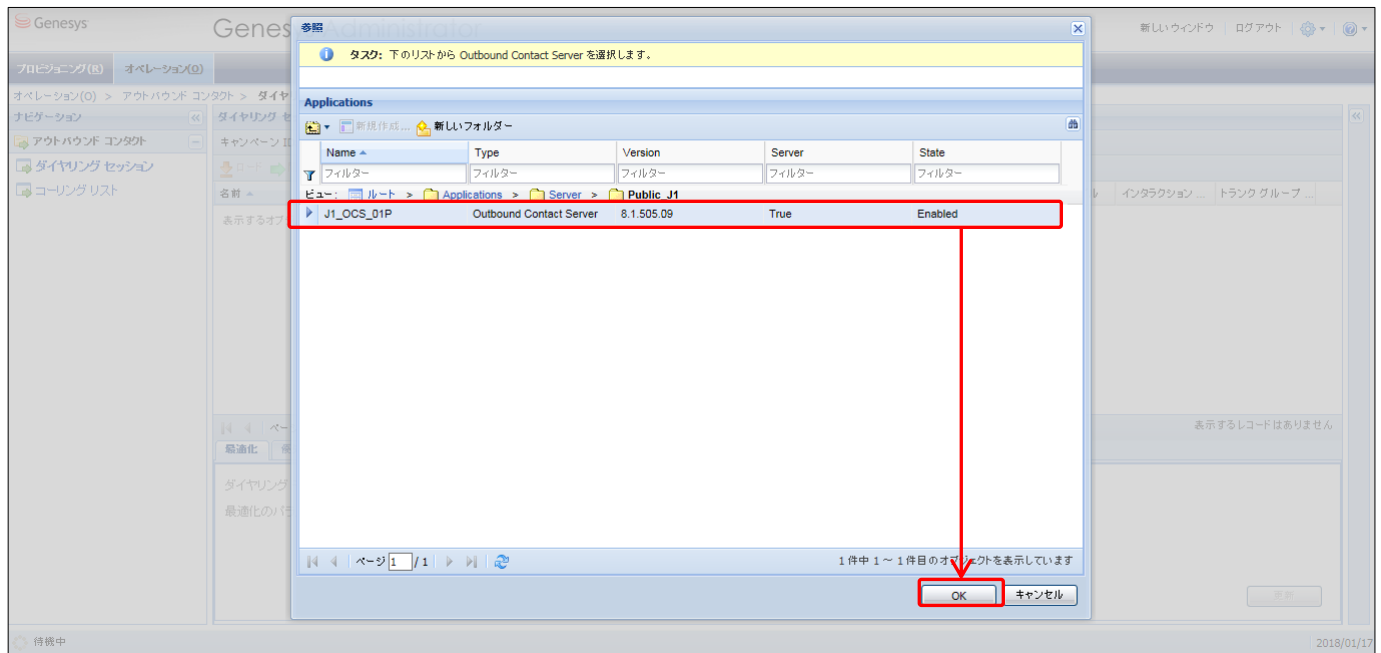 Genesys
Genes
Administrator
新しいウィンドウ
ログアウト
プロビジョニング(R)
オペレーション(O)
オペレーション(O) > アウトバウンド コンタクト > ダイヤ
ナビゲーション
ダイヤリング セ
アウトバウンド コンタクト
キャンペーン
ダイヤリング セッション
ロード
コーリング リスト
名前
インタラクション ...
トランク グループ ...
表示するオブ
参照
タスク: 下のリストから Outbound Contact Server を選択します。
Applications
新規作成...
新しいフォルダー
Name
Type
Version
Server
State
フィルター
フィルター
フィルター
フィルター
フィルター
ビュー: ルート > Applications > Server > Public_J1
J1_OCS_01P
Outbound Contact Server
8.1.505.09
True
Enabled
ページ 1 / 1
1 件中 1 ～ 1 件目のオブジェクトを表示しています
OK
キャンセル
ペー
表示するレコードはありません
最適化
ダイヤリング
最適化のパラ
更新
待機中
2018/01/17